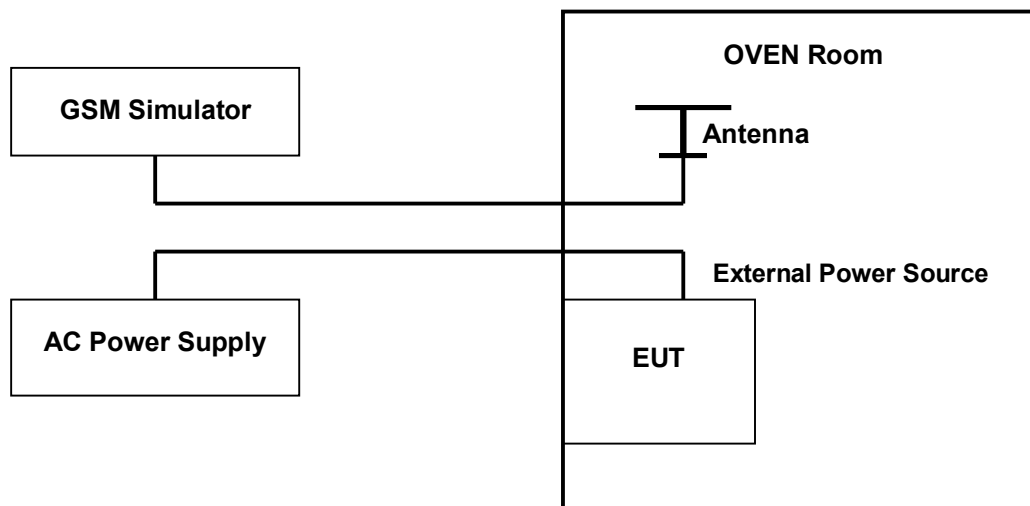 OVEN Room
GSM Simulator
Antenna
External Power Source
AC Power Supply
EUT